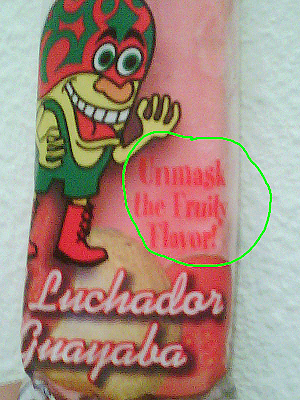 Unmask
the Fruity
Flavor!
Luchador
Guayaba